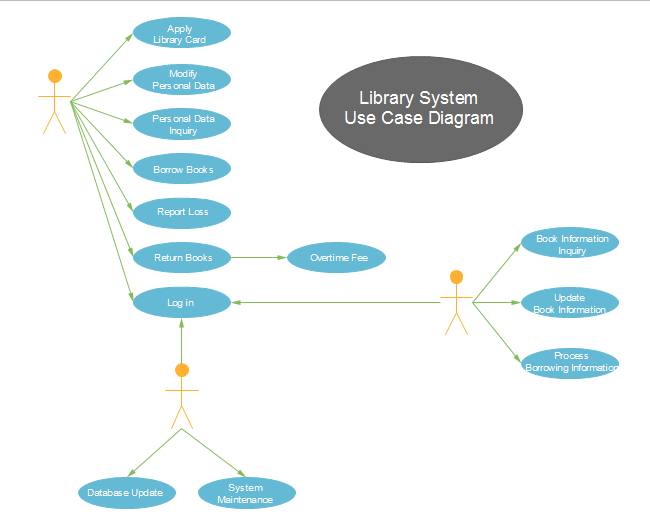 Apply
Library Card
Modify
Personal Data
Personal Data
Inquiry
Borrow Books
Report Loss
Return Books
Overtime Fee
Log in
Library System
Use Case Diagram
Book Information
Inquiry
Update
Book Information
Process
Borrowing Information
Database Update
System
Maintenance